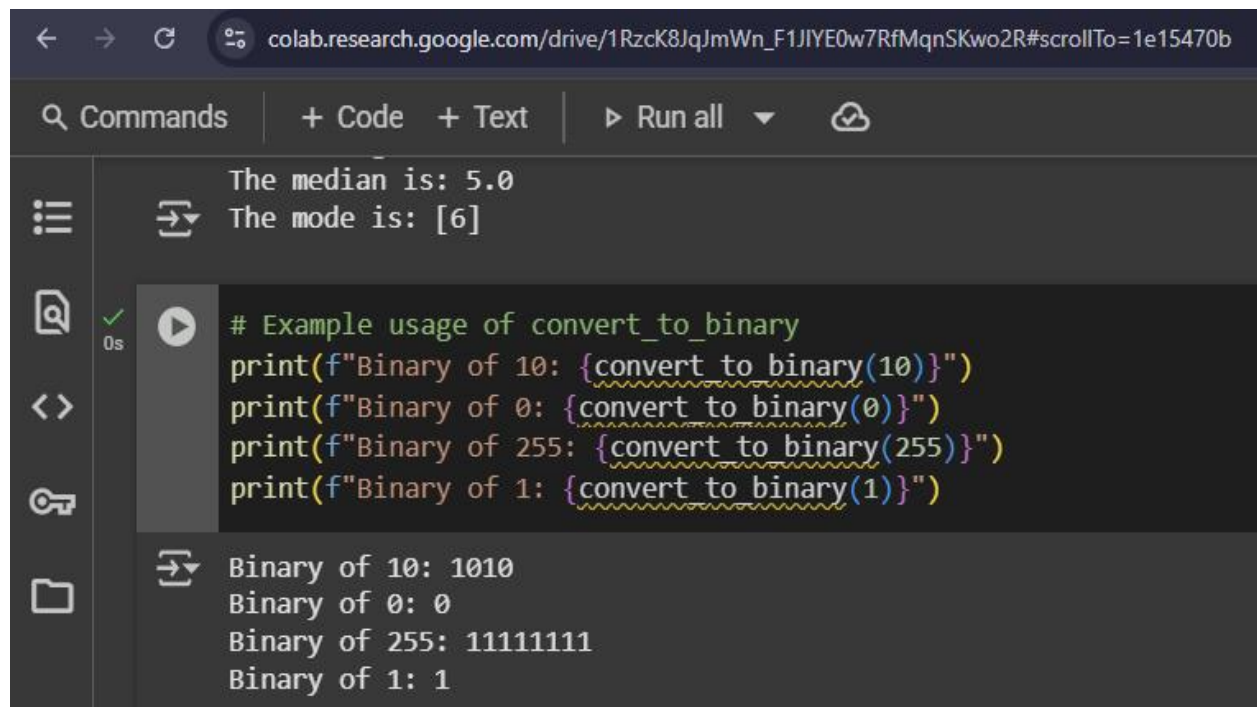 colab.research.google.com/drive/1RzcK8JqJmWn_F1JIYE0w7RfMqnSKwo2R#scrollTo=1e15470b
Commands + Code + Text Run all
The median is: 5.0
The mode is: [6]
0s
# Example usage of convert_to_binary
print(f"Binary of 10: {convert_to_binary(10)}")
print(f"Binary of 0: {convert_to_binary(0)}")
print(f"Binary of 255: {convert_to_binary(255)}")
print(f"Binary of 1: {convert_to_binary(1)}")
Binary of 10: 1010
Binary of 0: 0
Binary of 255: 11111111
Binary of 1: 1